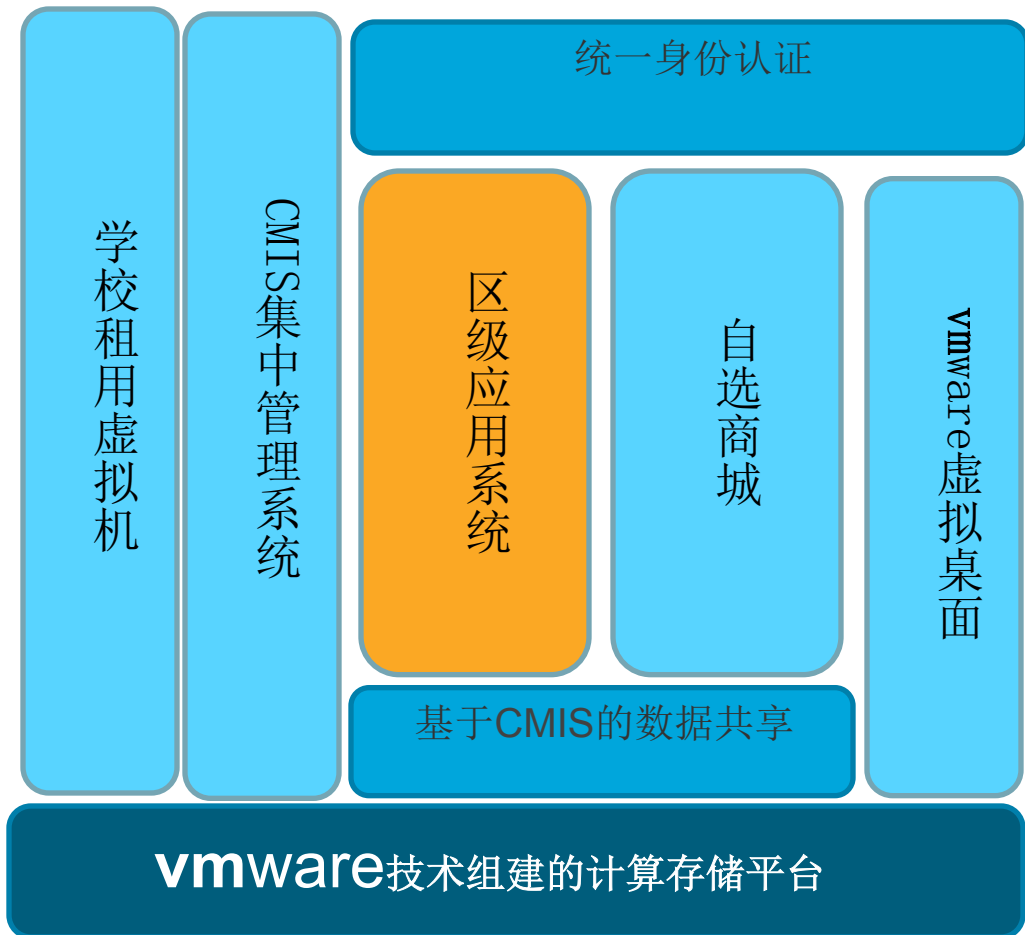 统一身份认证
学校租用虚拟机
CMIS集中管理系统
区级应用系统
自选商城
vmware虚拟桌面
基于CMIS的数据共享
vmware技术组建的计算存储平台